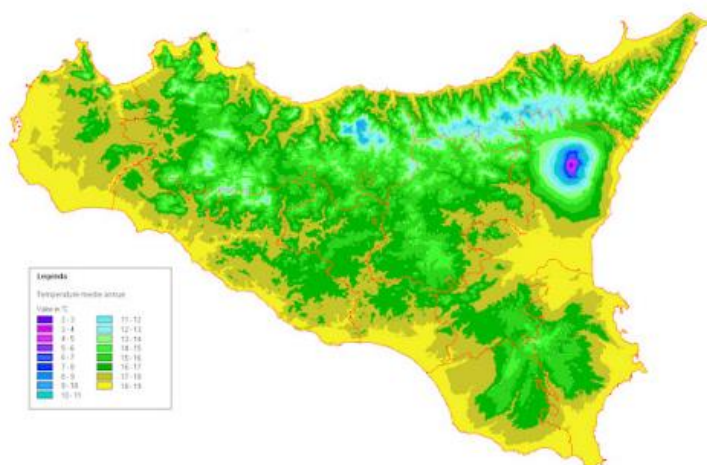 Legenda
Temperature medie annue
Valori in °C
2 - 3
3 - 4
4 - 5
5 - 6
6 - 7
7 - 8
8 - 9
9 - 10
10 - 11
11 - 12
12 - 13
13 - 14
14 - 15
15 - 16
16 - 17
17 - 18
18 - 19